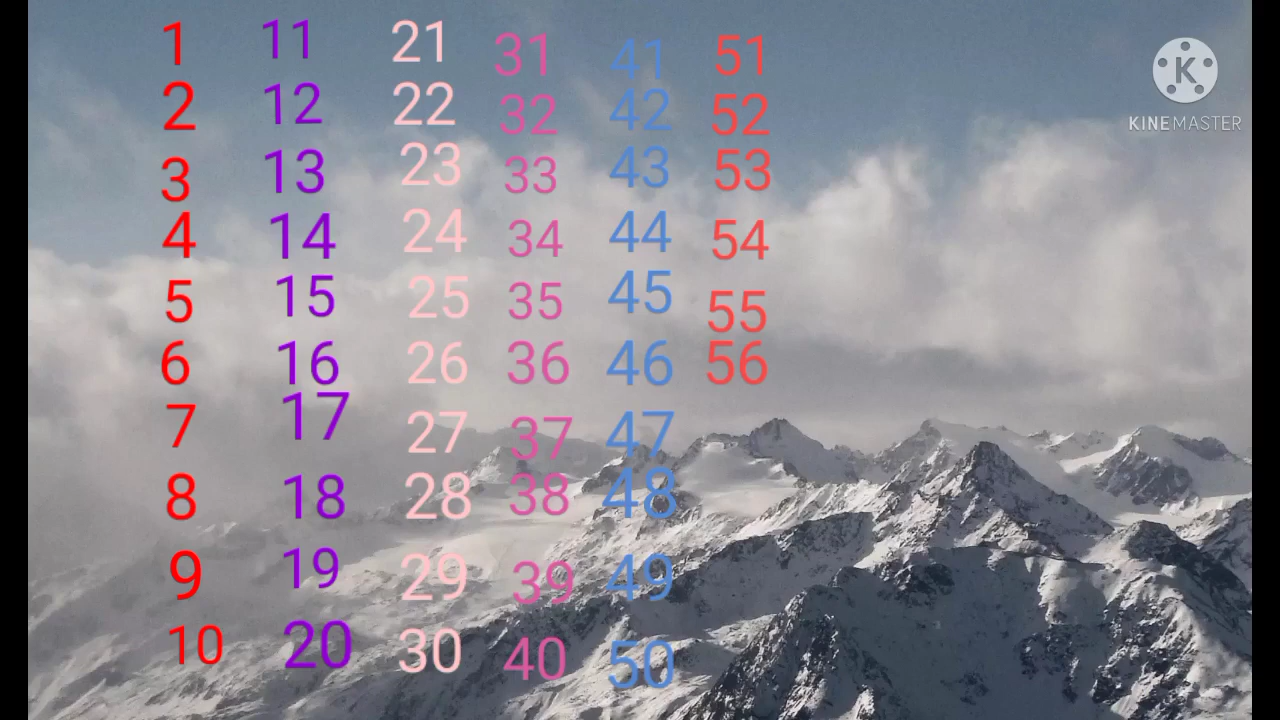 1 11 21 31 41 51
2 12 22 32 42 52
3 13 23 33 43 53
4 14 24 34 44 54
5 15 25 35 45 55
6 16 26 36 46 56
7 17 27 37 47
8 18 28 38 48
9 19 29 39 49
10 20 30 40 50
K
KINEMASTER